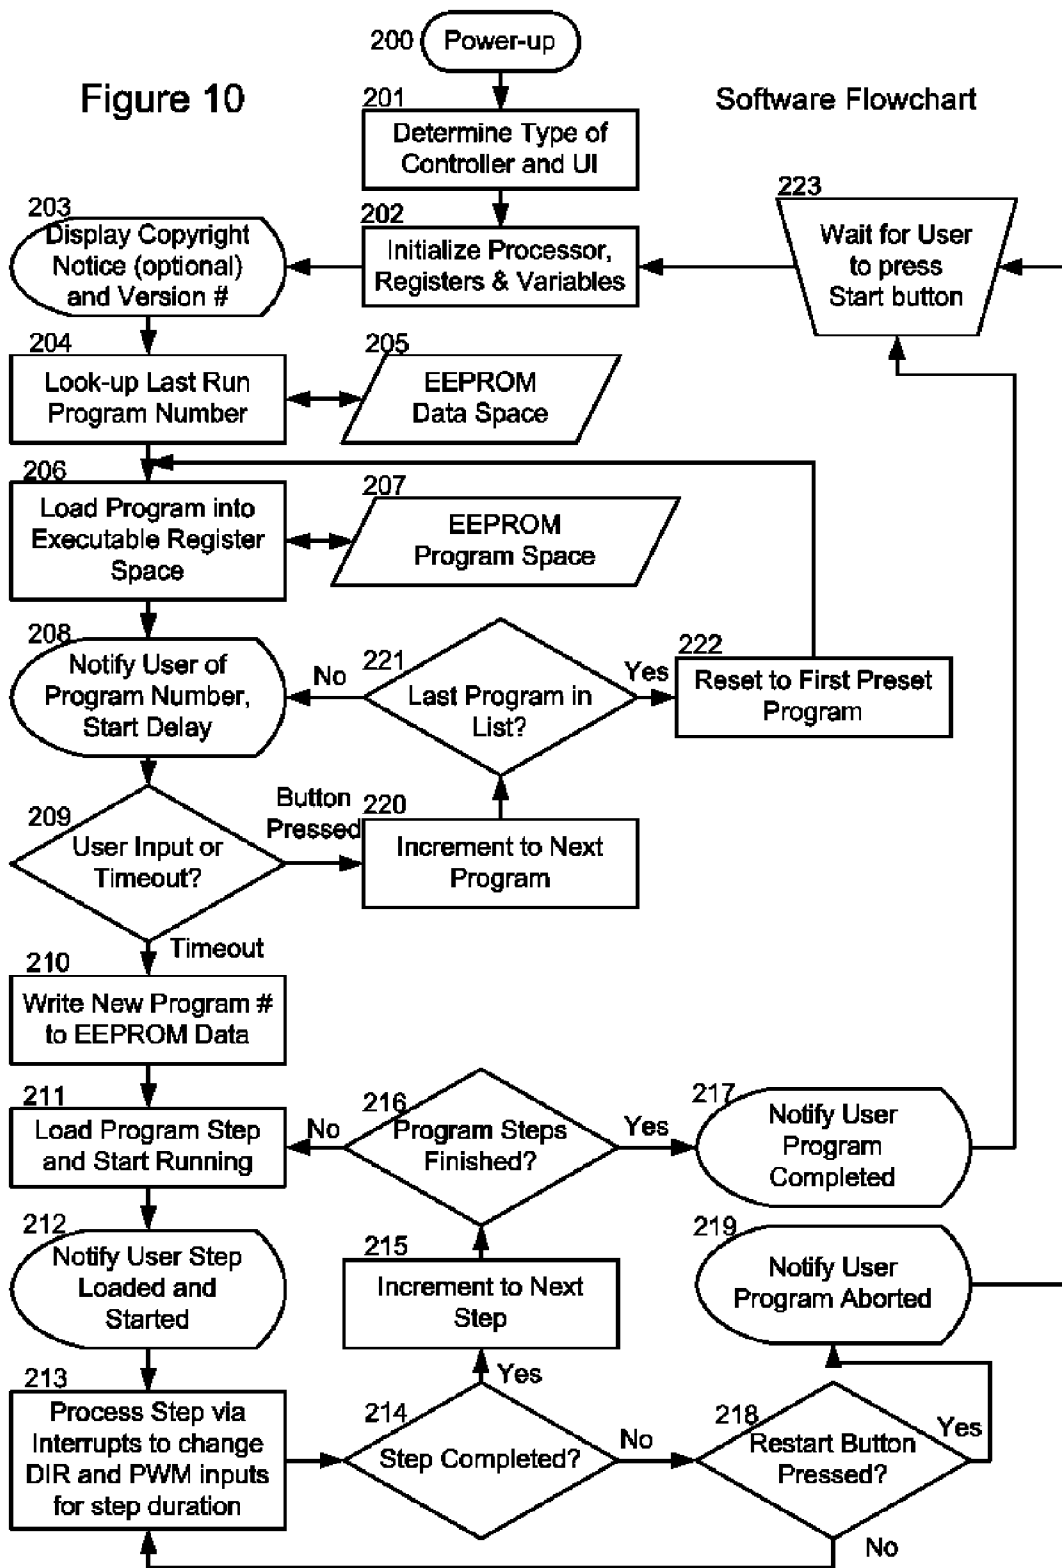 200
Power-up
Figure 10
Software Flowchart
201
Determine Type of
Controller and UI
202
Initialize Processor,
Registers & Variables
203
Display Copyright
Notice (optional)
and Version #
223
Wait for User
to press
Start button
204
Look-up Last Run
Program Number
205
EEPROM
Data Space
206
Load Program into
Executable Register
Space
207
EEPROM
Program Space
208
Notify User of
Program Number,
Start Delay
No
221
Last Program in
List?
Yes
222
Reset to First Preset
Program
209
User Input or
Timeout?
Button
Pressed
220
Increment to Next
Program
Timeout
210
Write New Program #
to EEPROM Data
211
Load Program Step
and Start Running
No
216
Program Steps
Finished?
Yes
217
Notify User
Program
Completed
212
Notify User Step
Loaded and
Started
215
Increment to Next
Step
219
Notify User
Program Aborted
213
Process Step via
Interrupts to change
DIR and PWM inputs
for step duration
Yes
214
Step Completed?
No
218
Restart Button
Pressed?
Yes
No